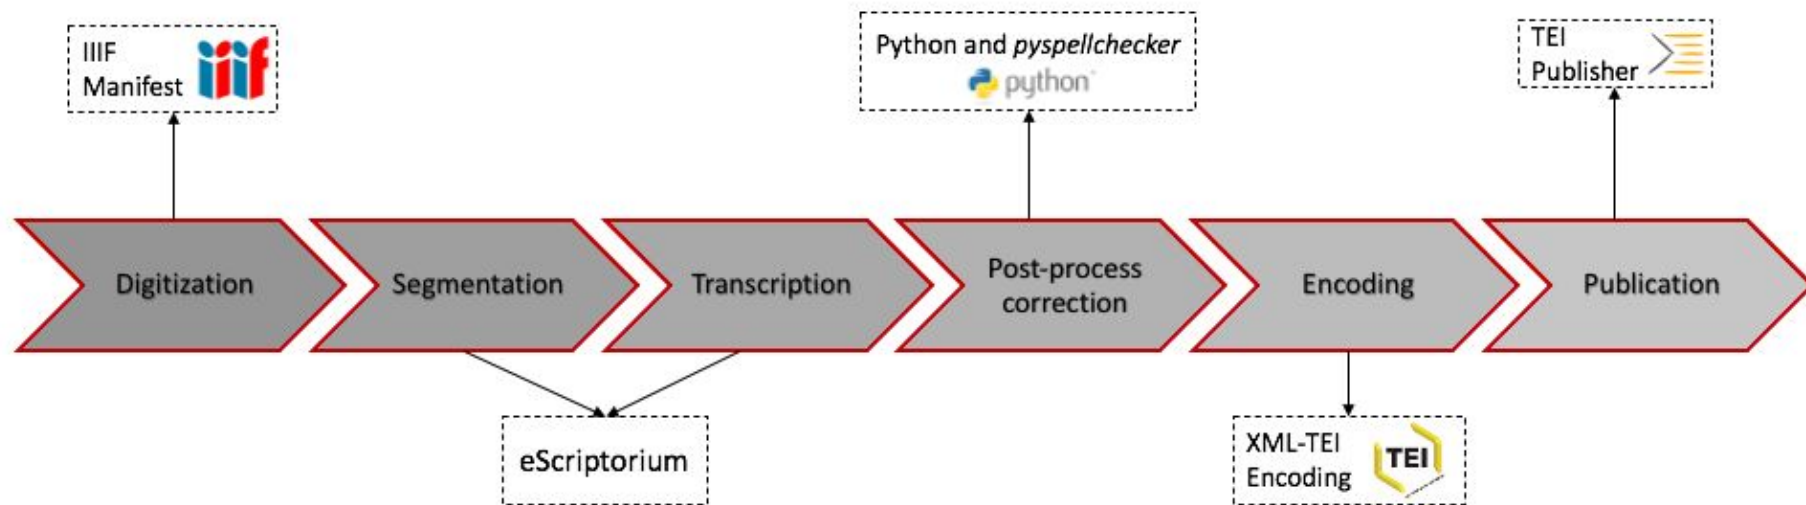 IIIF
Manifest
iiif
Python and pyspellchecker
python
TEI
Publisher
Digitization
Segmentation
Transcription
Post-process
correction
Encoding
Publication
eScriptorium
XML-TEI
Encoding
TEI